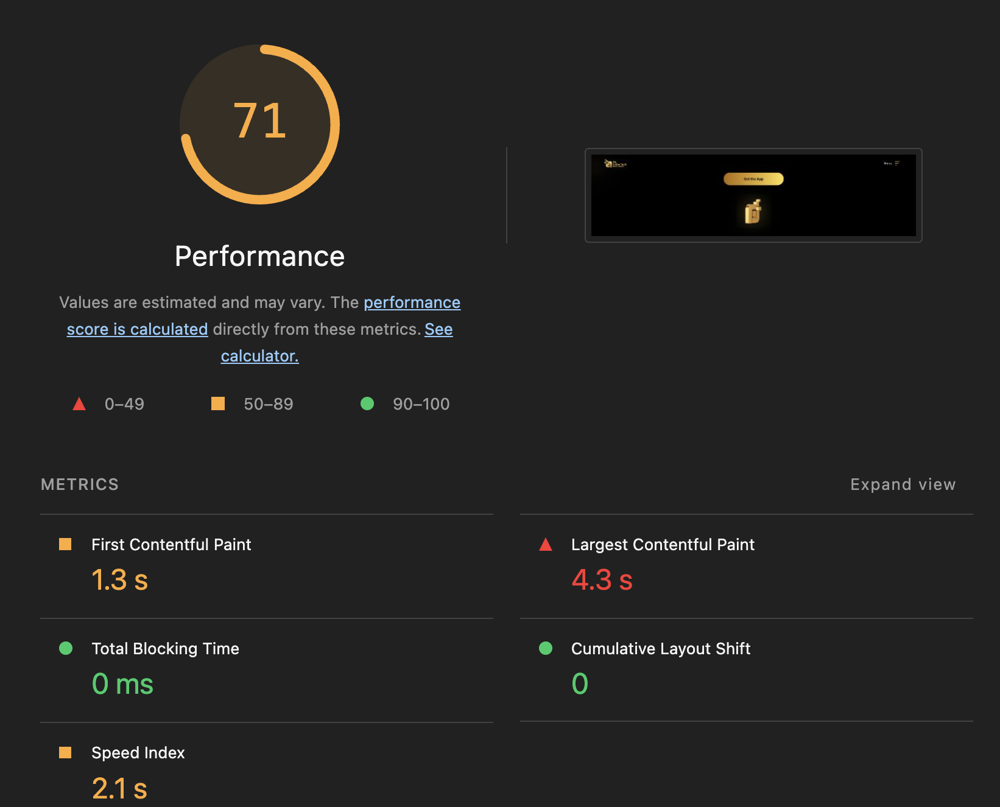 71
Performance
Values are estimated and may vary. The performance
score is calculated directly from these metrics. See
calculator.
0–49
50–89
90–100
Menu
Get the App
METRICS
Expand view
First Contentful Paint
1.3 s
Largest Contentful Paint
4.3 s
Total Blocking Time
0 ms
Cumulative Layout Shift
0
Speed Index
2.1 s